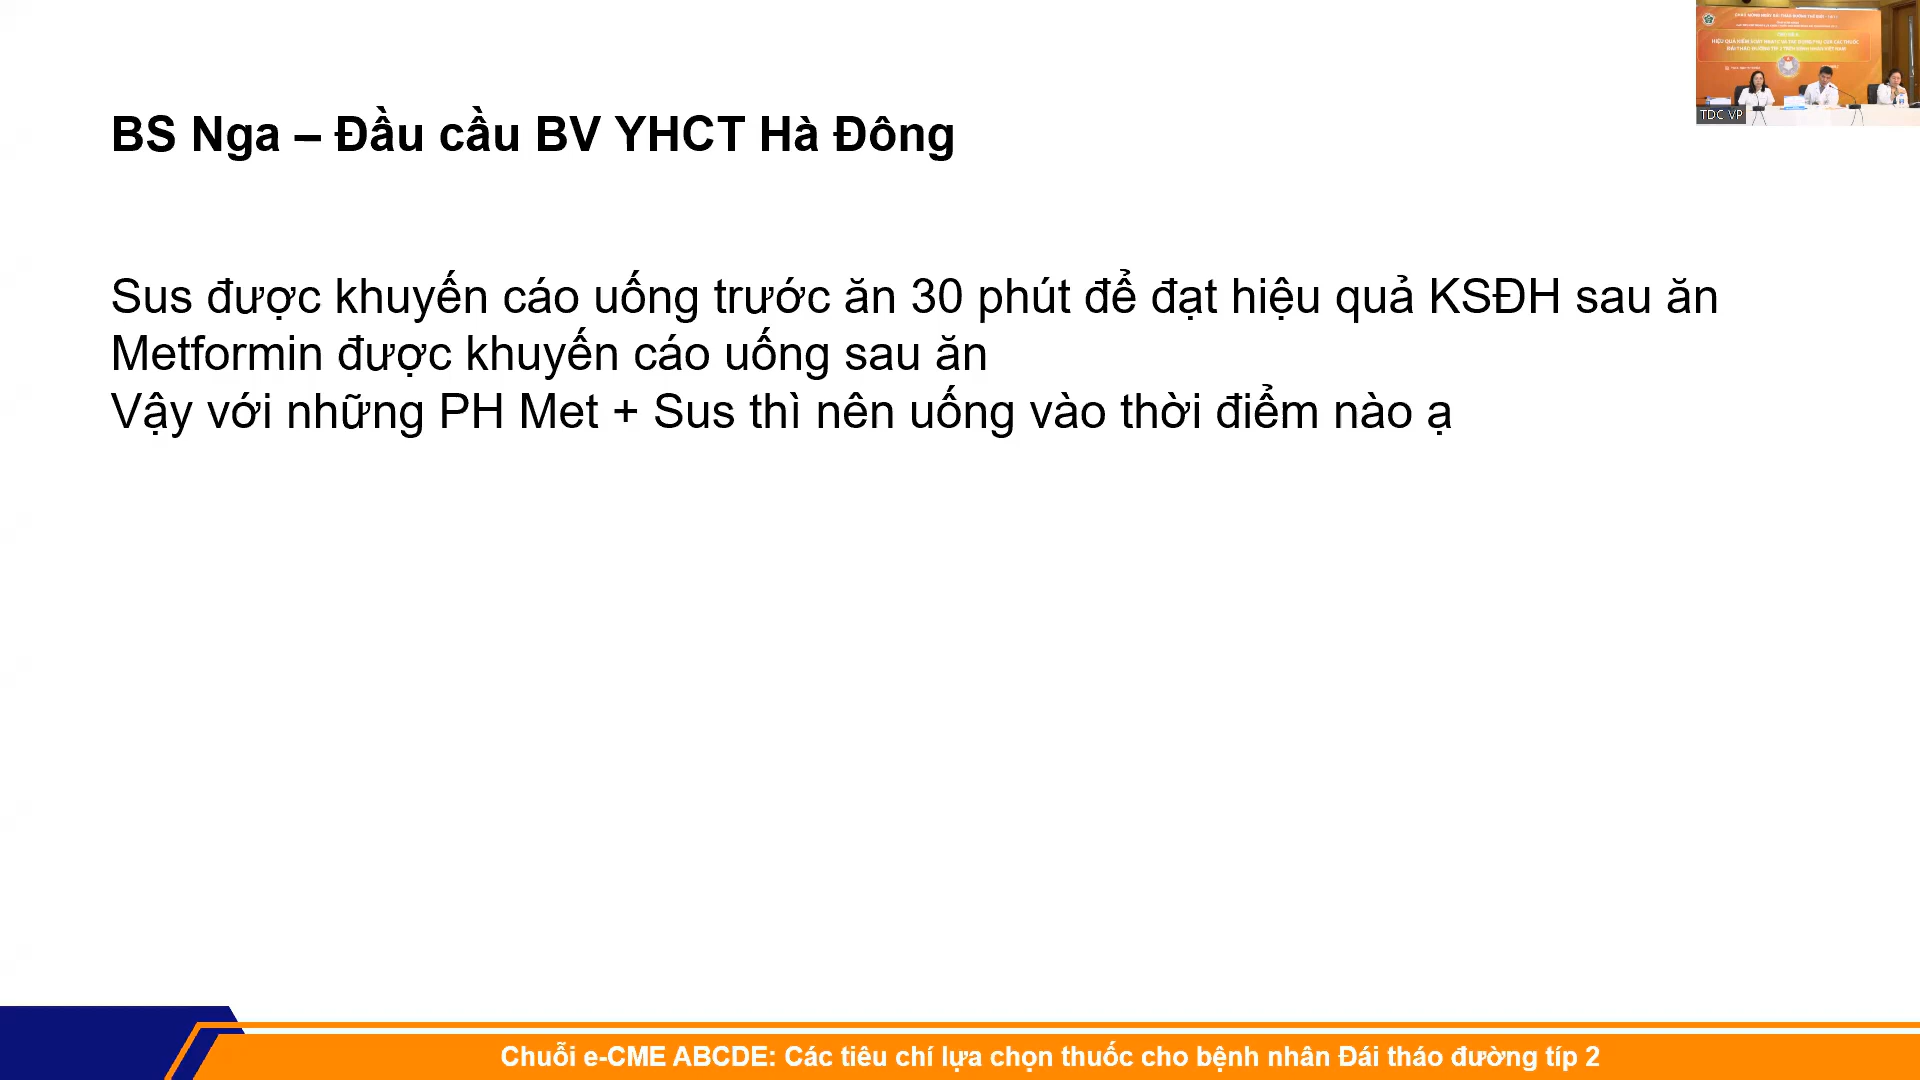 BS Nga – Đầu cầu BV YHCT Hà Đông
Sus được khuyến cáo uống trước ăn 30 phút để đạt hiệu quả KSĐH sau ăn
Metformin được khuyến cáo uống sau ăn
Vậy với những PH Met + Sus thì nên uống vào thời điểm nào ạ
TDC VP
Chuỗi e-CME ABCDE: Các tiêu chí lựa chọn thuốc cho bệnh nhân Đái tháo đường típ 2